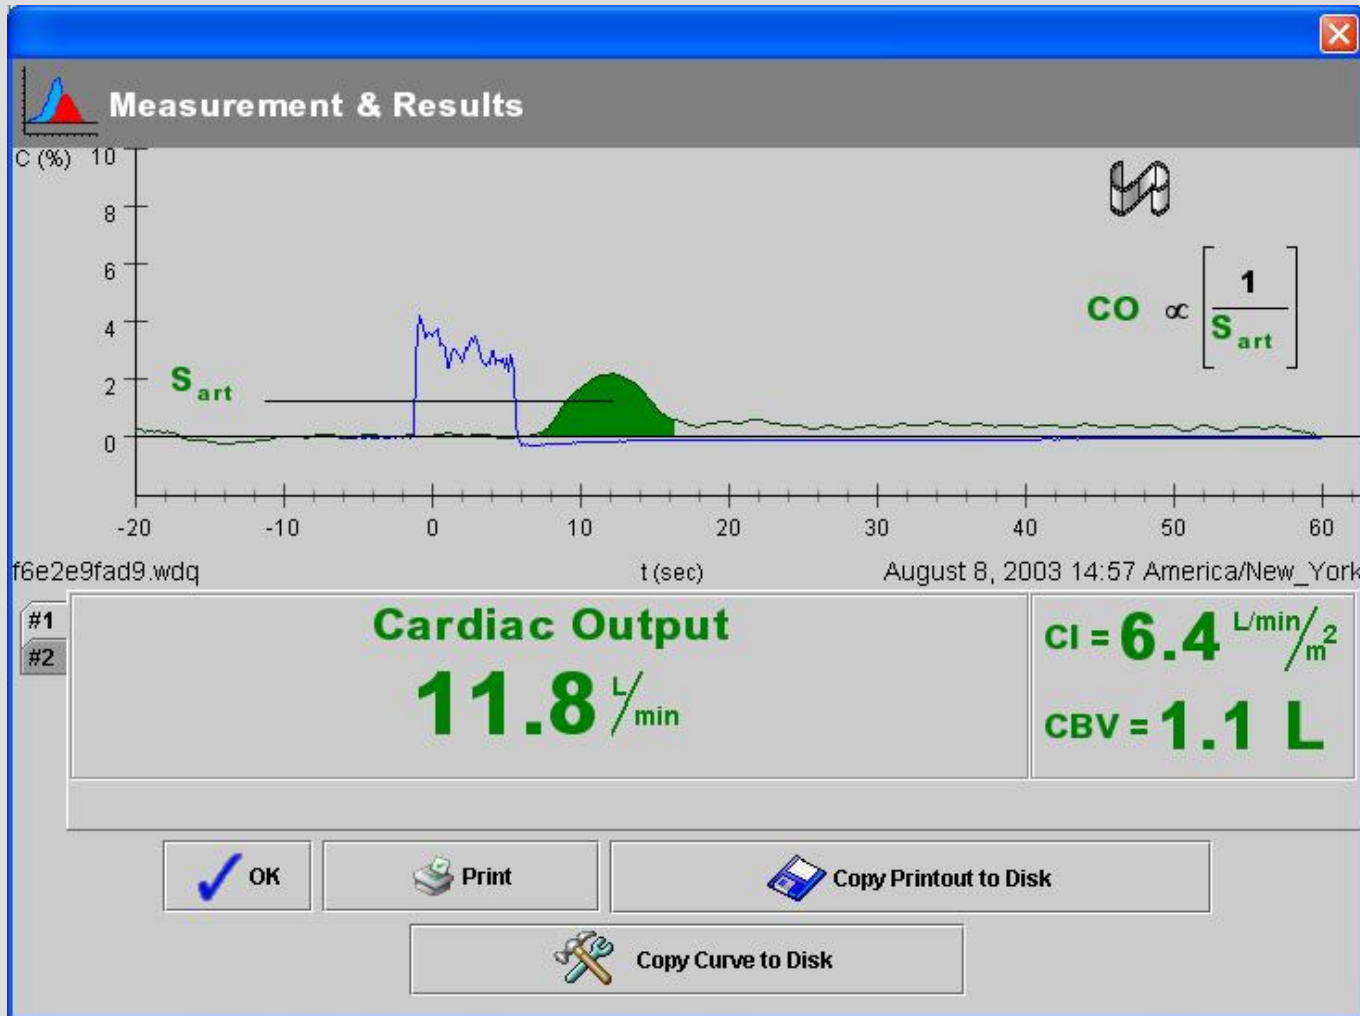 Measurement & Results
C (%)
10
8
6
4
2
0
S art
CO ∝ [ 1 / S art ]
-20 -10 0 10 20 30 40 50 60
f6e2e9fad9.wdq t (sec) August 8, 2003 14:57 America/New_York
#1
#2
Cardiac Output
11.8 L/min
CI = 6.4 L/min/m²
CBV = 1.1 L
OK
Print
Copy Printout to Disk
Copy Curve to Disk